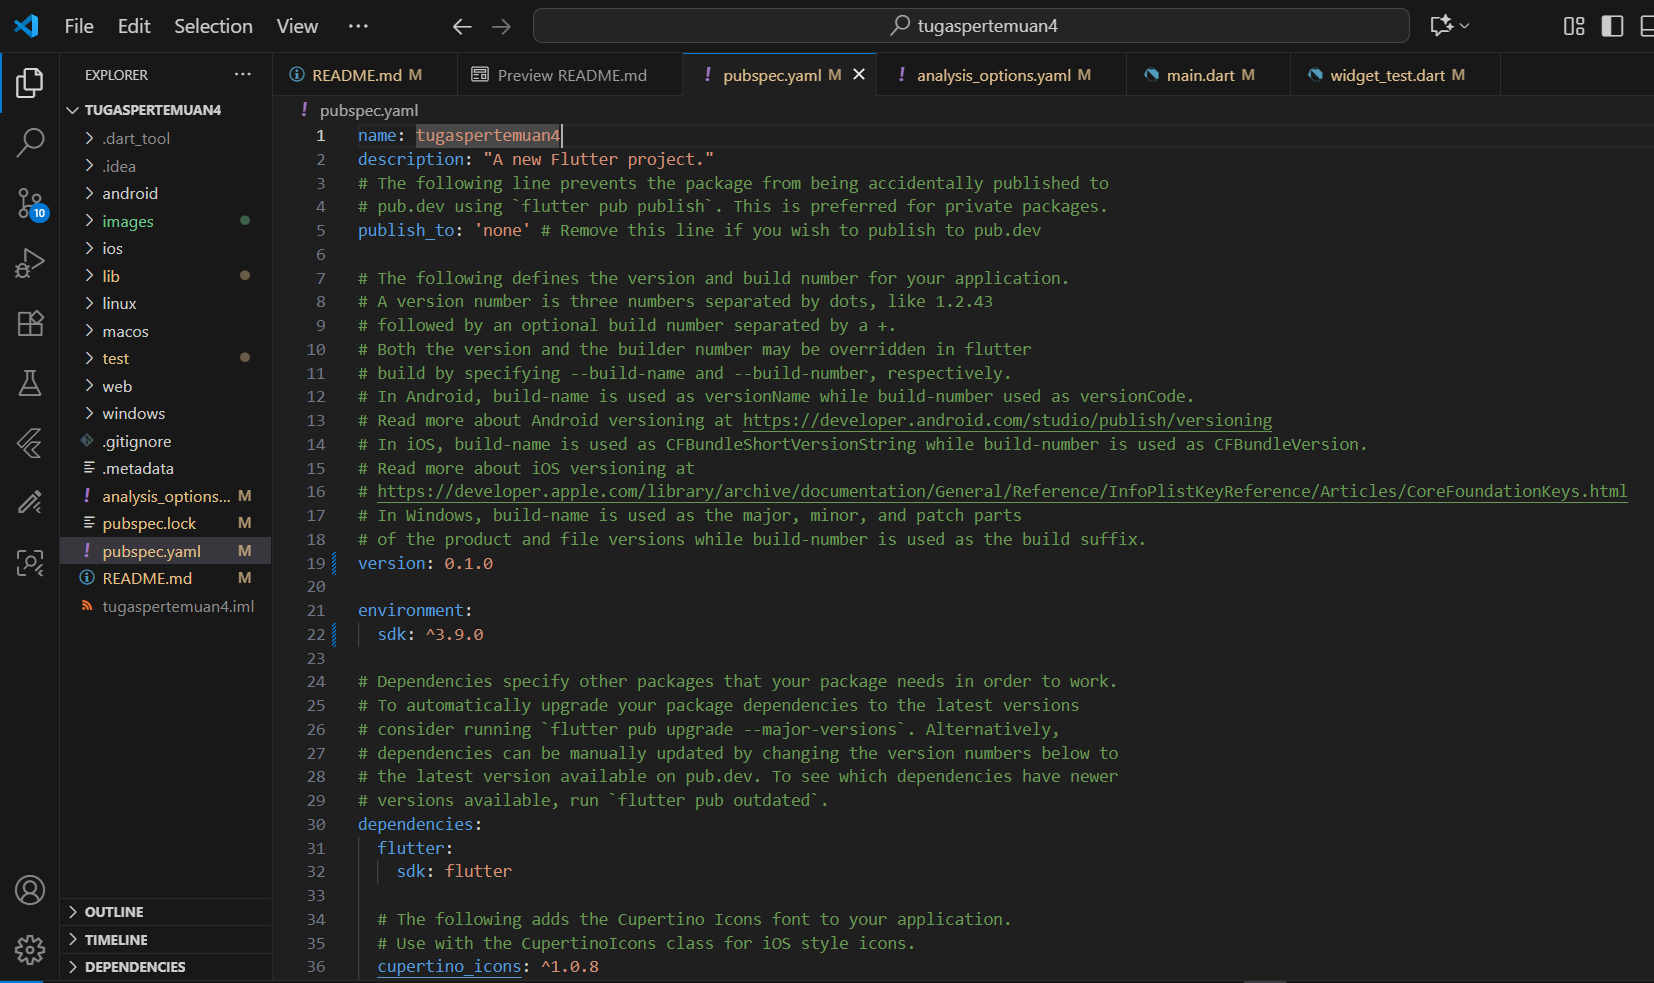 File Edit Selection View ···
tugaspertemuan4
EXPLORER ···
TUGASPERTEMUAN4
.dart_tool
.idea
android
images
ios
lib
linux
macos
test
web
windows
.gitignore
.metadata
analysis_options... M
pubspec.lock M
pubspec.yaml M
README.md M
tugaspertemuan4.iml
OUTLINE
TIMELINE
DEPENDENCIES
10
README.md M Preview README.md pubspec.yaml M analysis_options.yaml M main.dart M widget_test.dart M
pubspec.yaml
1 name: tugaspertemuan4
2 description: "A new Flutter project."
3 # The following line prevents the package from being accidentally published to
4 # pub.dev using `flutter pub publish`. This is preferred for private packages.
5 publish_to: 'none' # Remove this line if you wish to publish to pub.dev
6
7 # The following defines the version and build number for your application.
8 # A version number is three numbers separated by dots, like 1.2.43
9 # followed by an optional build number separated by a +.
10 # Both the version and the builder number may be overridden in flutter
11 # build by specifying --build-name and --build-number, respectively.
12 # In Android, build-name is used as versionName while build-number used as versionCode.
13 # Read more about Android versioning at https://developer.android.com/studio/publish/versioning
14 # In iOS, build-name is used as CFBundleShortVersionString while build-number is used as CFBundleVersion.
15 # Read more about iOS versioning at
16 # https://developer.apple.com/library/archive/documentation/General/Reference/InfoPlistKeyReference/Articles/CoreFoundationKeys.html
17 # In Windows, build-name is used as the major, minor, and patch parts
18 # of the product and file versions while build-number is used as the build suffix.
19 version: 0.1.0
20
21 environment:
22 sdk: ^3.9.0
23
24 # Dependencies specify other packages that your package needs in order to work.
25 # To automatically upgrade your package dependencies to the latest versions
26 # consider running `flutter pub upgrade --major-versions`. Alternatively,
27 # dependencies can be manually updated by changing the version numbers below to
28 # the latest version available on pub.dev. To see which dependencies have newer
29 # versions available, run `flutter pub outdated`.
30 dependencies:
31 flutter:
32 sdk: flutter
33
34 # The following adds the Cupertino Icons font to your application.
35 # Use with the CupertinoIcons class for iOS style icons.
36 cupertino_icons: ^1.0.8